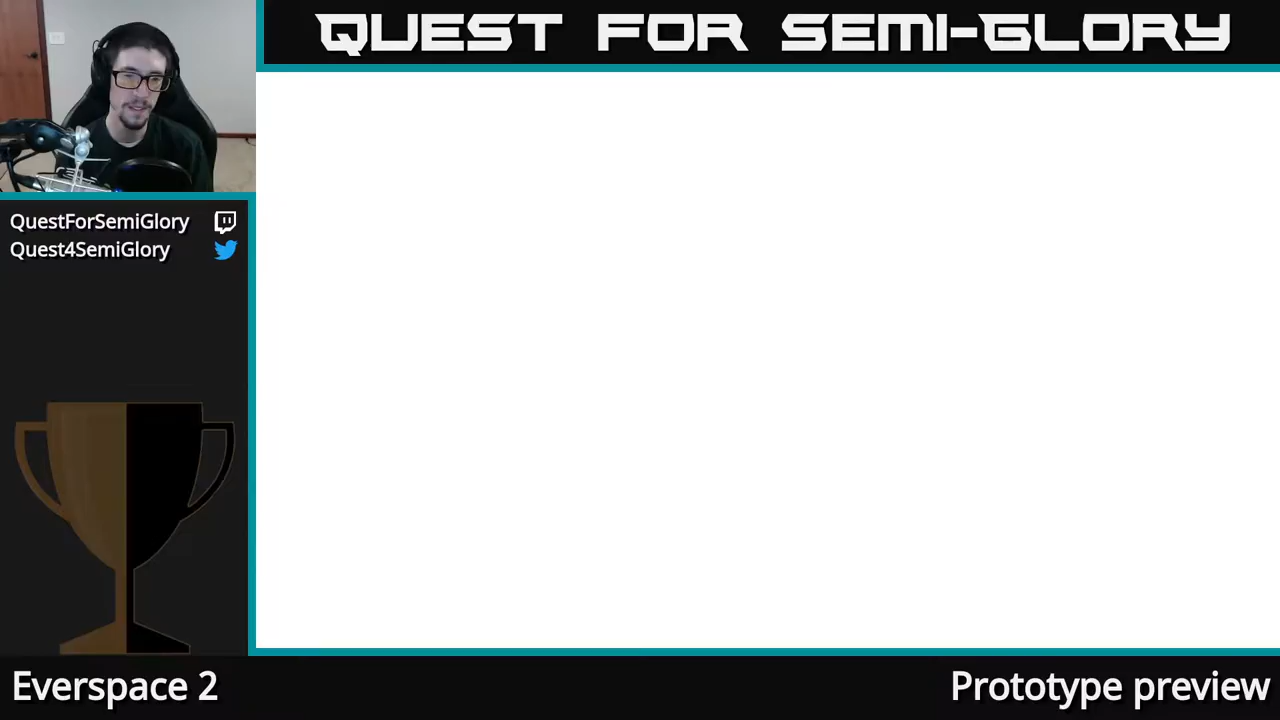 QUEST FOR SEMI-GLORY
QuestForSemiGlory
Quest4SemiGlory
Everspace 2
Prototype preview